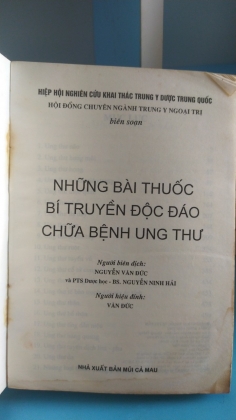 HIỆP HỘI NGHIÊN CỨU KHAI THÁC TRUNG Y DƯỢC TRUNG QUỐC
HỘI ĐỒNG CHUYÊN NGÀNH TRUNG Y NGOẠI TRỊ
biên soạn
NHỮNG BÀI THUỐC
BÍ TRUYỀN ĐỘC ĐÁO
CHỮA BỆNH UNG THƯ
Người biên dịch:
NGUYỄN VĂN ĐỨC
và PTS Dược học - BS. NGUYỄN NINH HẢI
Người hiệu đính:
VĂN ĐỨC
NHÀ XUẤT BẢN MŨI CÀ MAU